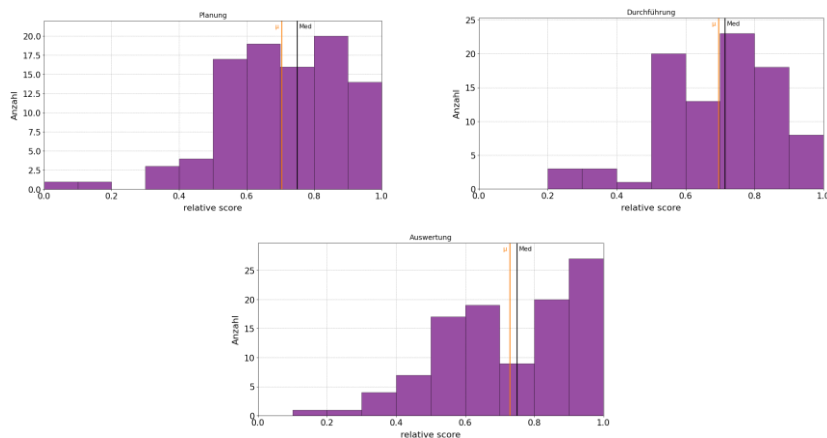 Planung
μ Med
20.0
17.5
15.0
12.5
10.0
7.5
5.0
2.5
0.0
Anzahl
0.0 0.2 0.4 0.6 0.8 1.0
relative score
Durchführung
μ Med
25
20
15
10
5
0
Anzahl
0.0 0.2 0.4 0.6 0.8 1.0
relative score
Auswertung
μ Med
25
20
15
10
5
0
Anzahl
0.0 0.2 0.4 0.6 0.8 1.0
relative score